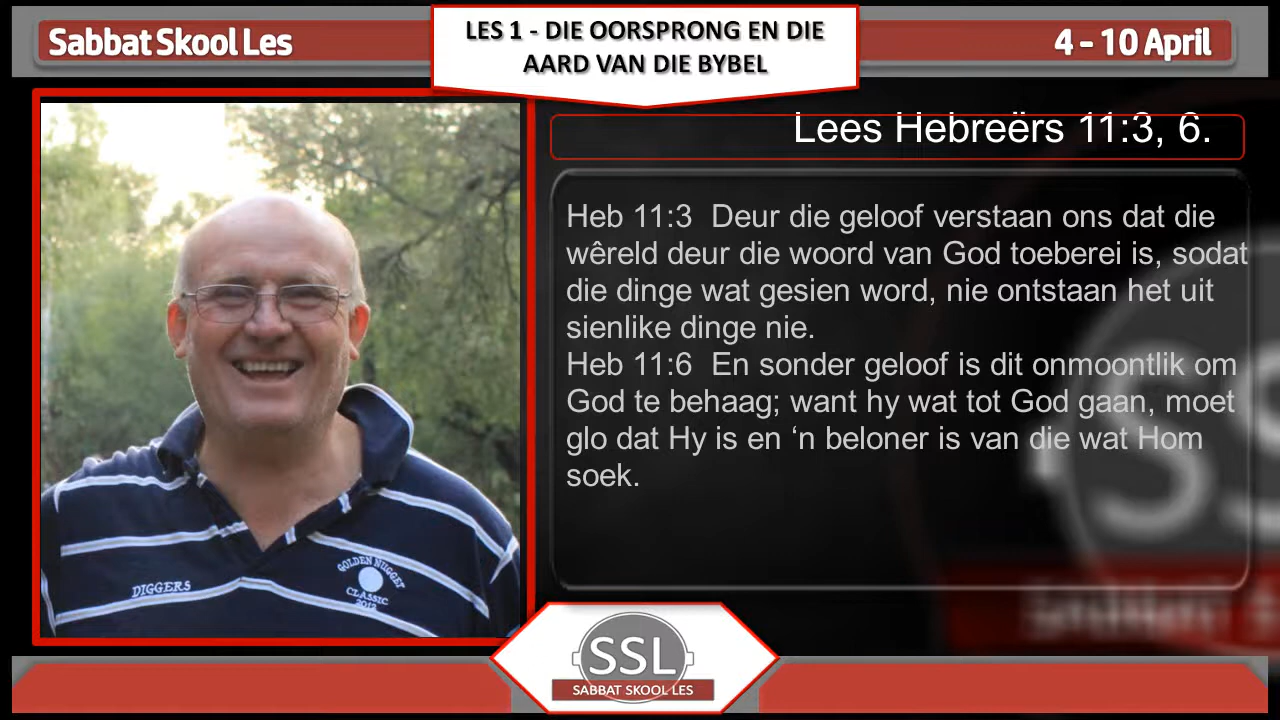 Sabbat Skool Les
LES 1 - DIE OORSPRONG EN DIE
AARD VAN DIE BYBEL
4 - 10 April
Lees Hebreërs 11:3, 6.
Heb 11:3  Deur die geloof verstaan ons dat die
wêreld deur die woord van God toeberei is, sodat
die dinge wat gesien word, nie ontstaan het uit
sienlike dinge nie.
Heb 11:6  En sonder geloof is dit onmoontlik om
God te behaag; want hy wat tot God gaan, moet
glo dat Hy is en ‘n beloner is van die wat Hom
soek.
DIGGERS
GOLDEN NUGGET
CLASSIC
2012
SSL
SABBAT SKOOL LES